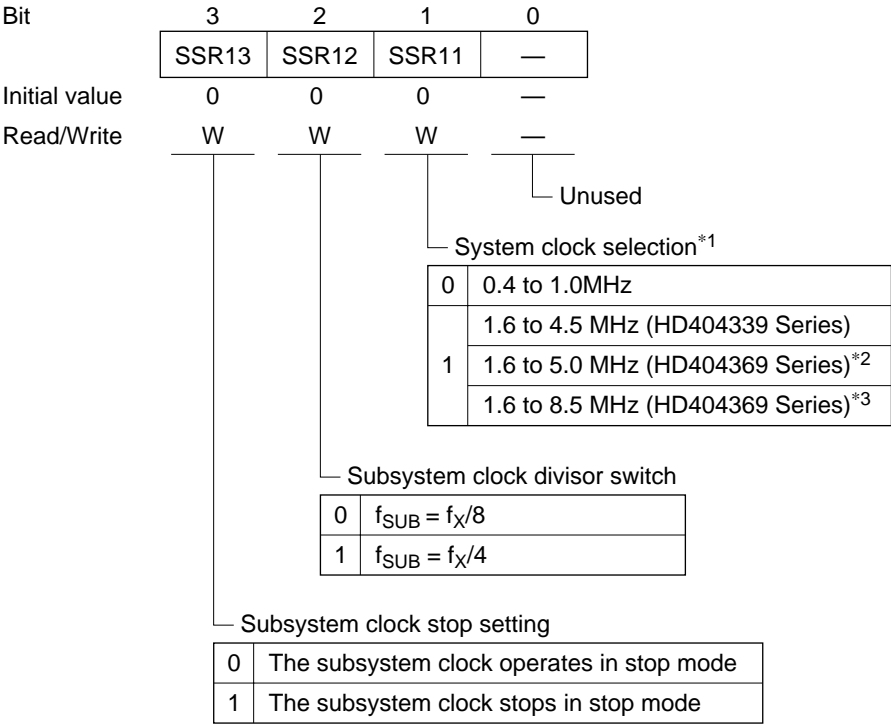 Bit 3 2 1 0
SSR13 SSR12 SSR11 —
Initial value 0 0 0 —
Read/Write W W W —
Unused
System clock selection*1
0 0.4 to 1.0MHz
1.6 to 4.5 MHz (HD404339 Series)
1 1.6 to 5.0 MHz (HD404369 Series)*2
1.6 to 8.5 MHz (HD404369 Series)*3
Subsystem clock divisor switch
0 fSUB = fX/8
1 fSUB = fX/4
Subsystem clock stop setting
0 The subsystem clock operates in stop mode
1 The subsystem clock stops in stop mode